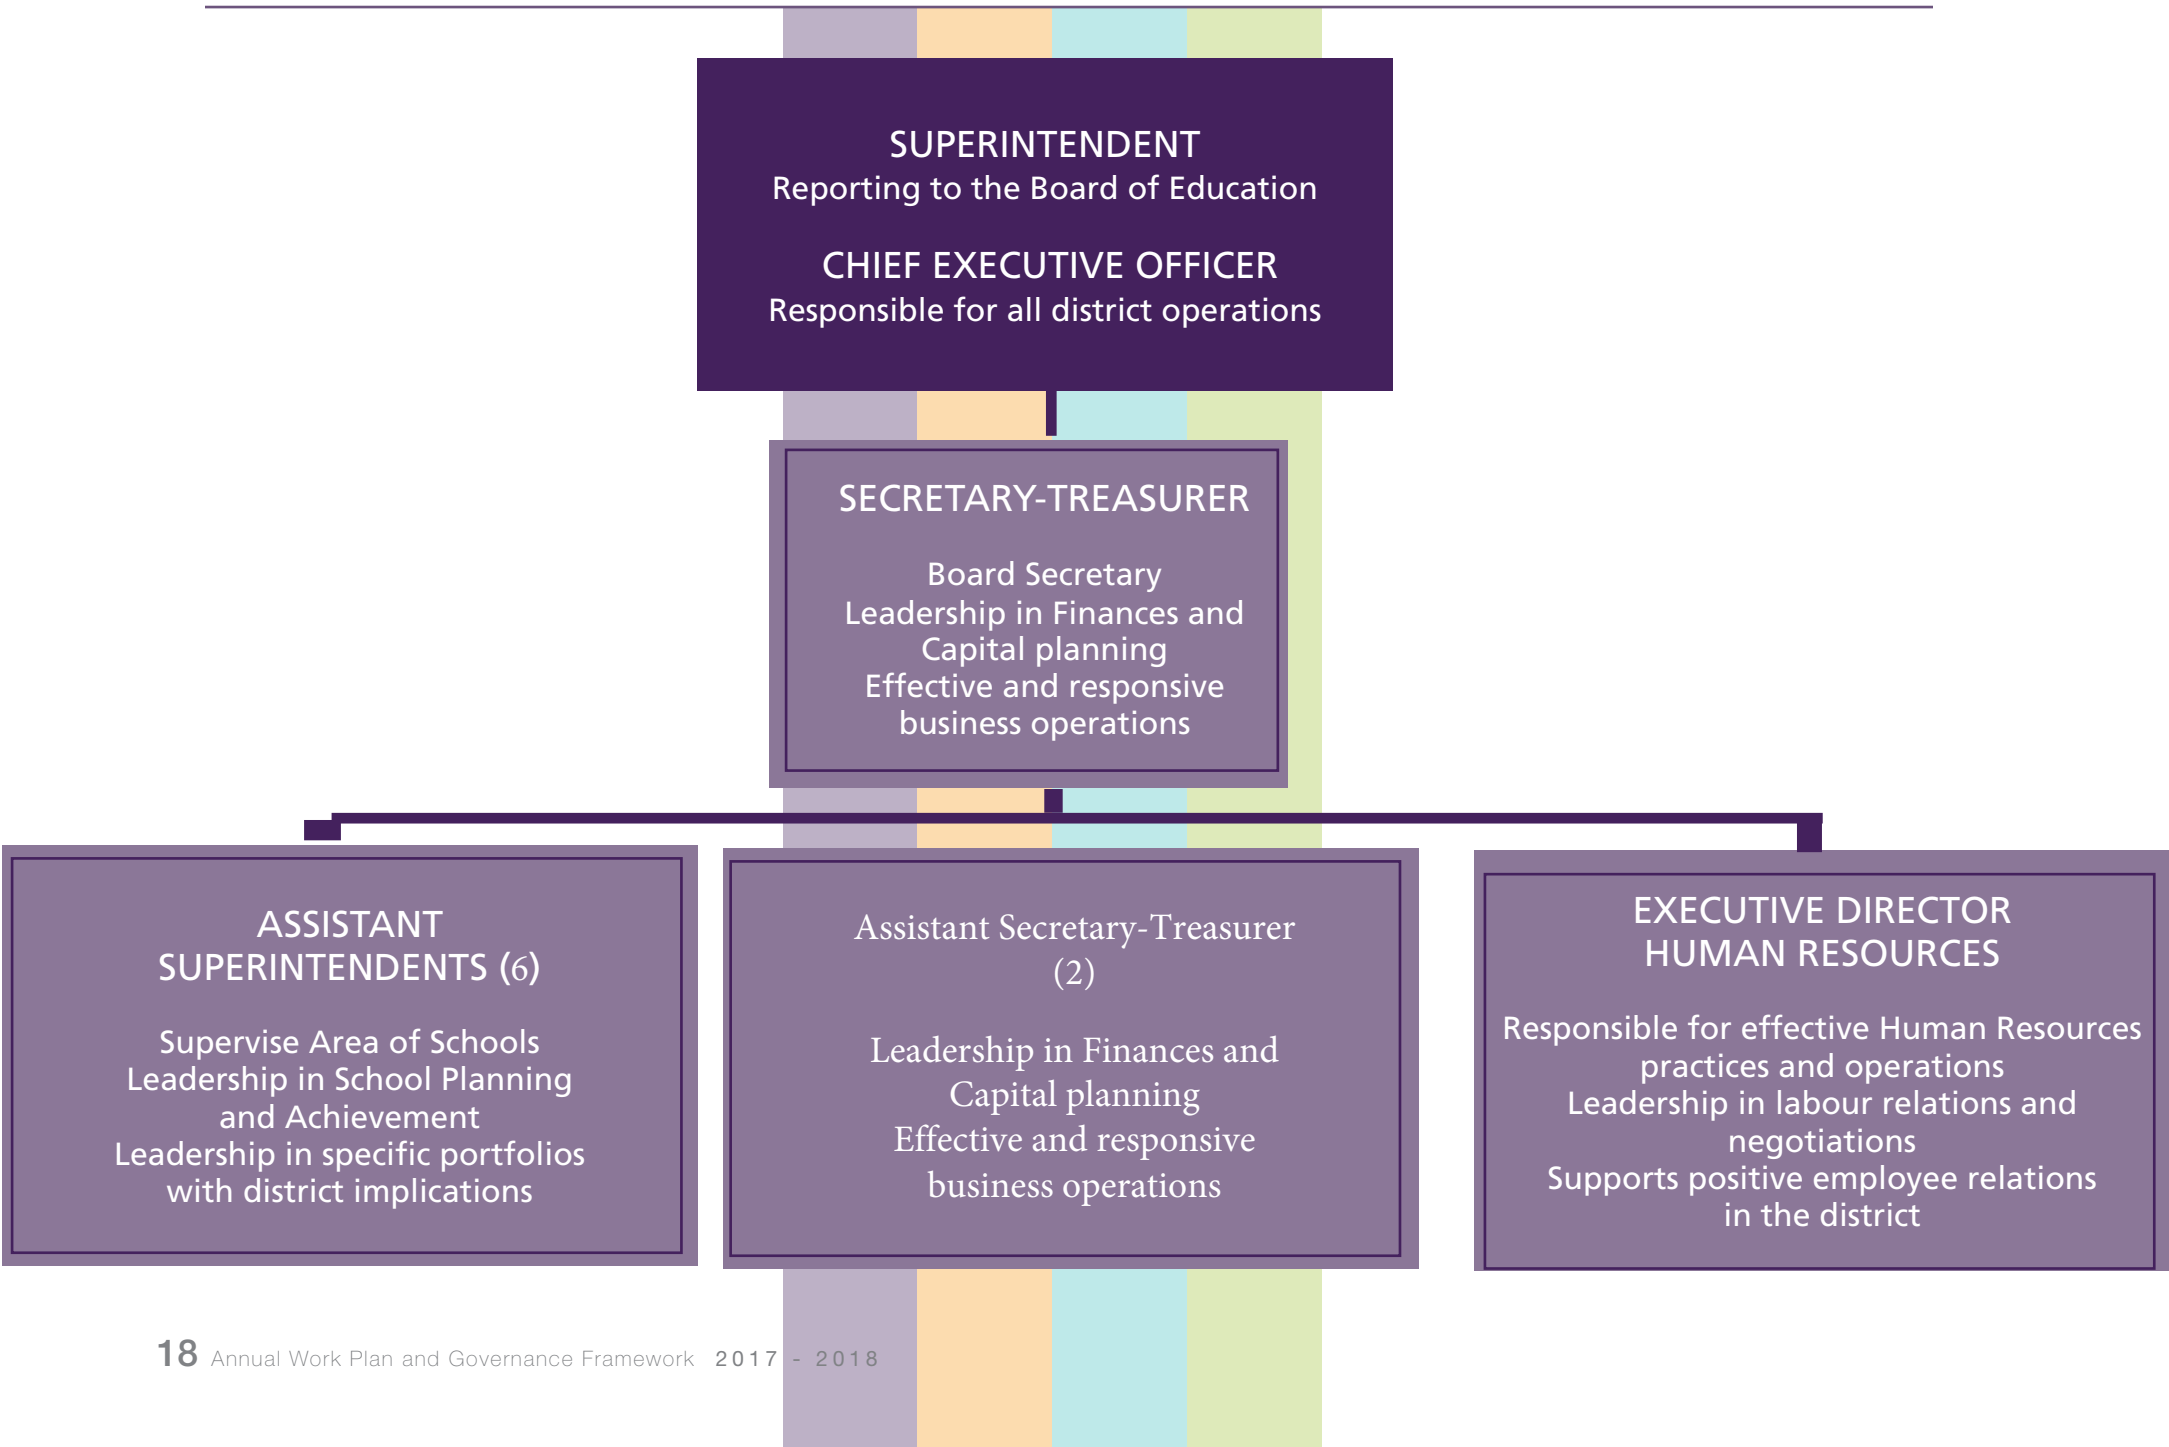 SUPERINTENDENT
Reporting to the Board of Education
CHIEF EXECUTIVE OFFICER
Responsible for all district operations
SECRETARY-TREASURER
Board Secretary
Leadership in Finances and
Capital planning
Effective and responsive
business operations
ASSISTANT
SUPERINTENDENTS (6)
Supervise Area of Schools
Leadership in School Planning
and Achievement
Leadership in specific portfolios
with district implications
Assistant Secretary-Treasurer
(2)
Leadership in Finances and
Capital planning
Effective and responsive
business operations
EXECUTIVE DIRECTOR
HUMAN RESOURCES
Responsible for effective Human Resources
practices and operations
Leadership in labour relations and
negotiations
Supports positive employee relations
in the district
18 Annual Work Plan and Governance Framework 2017 - 2018